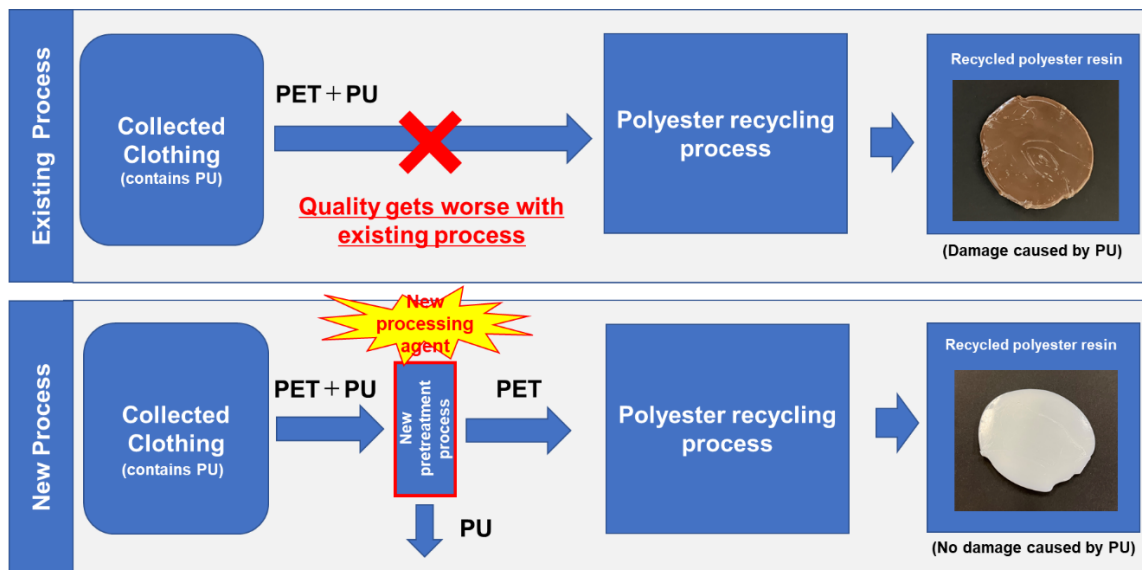 Existing Process
Collected
Clothing
(contains PU)
PET＋PU
Quality gets worse with
existing process
Polyester recycling
process
Recycled polyester resin
(Damage caused by PU)
New Process
Collected
Clothing
(contains PU)
PET＋PU
New
processing
agent
New
pretreatment
process
PET
PU
Polyester recycling
process
Recycled polyester resin
(No damage caused by PU)